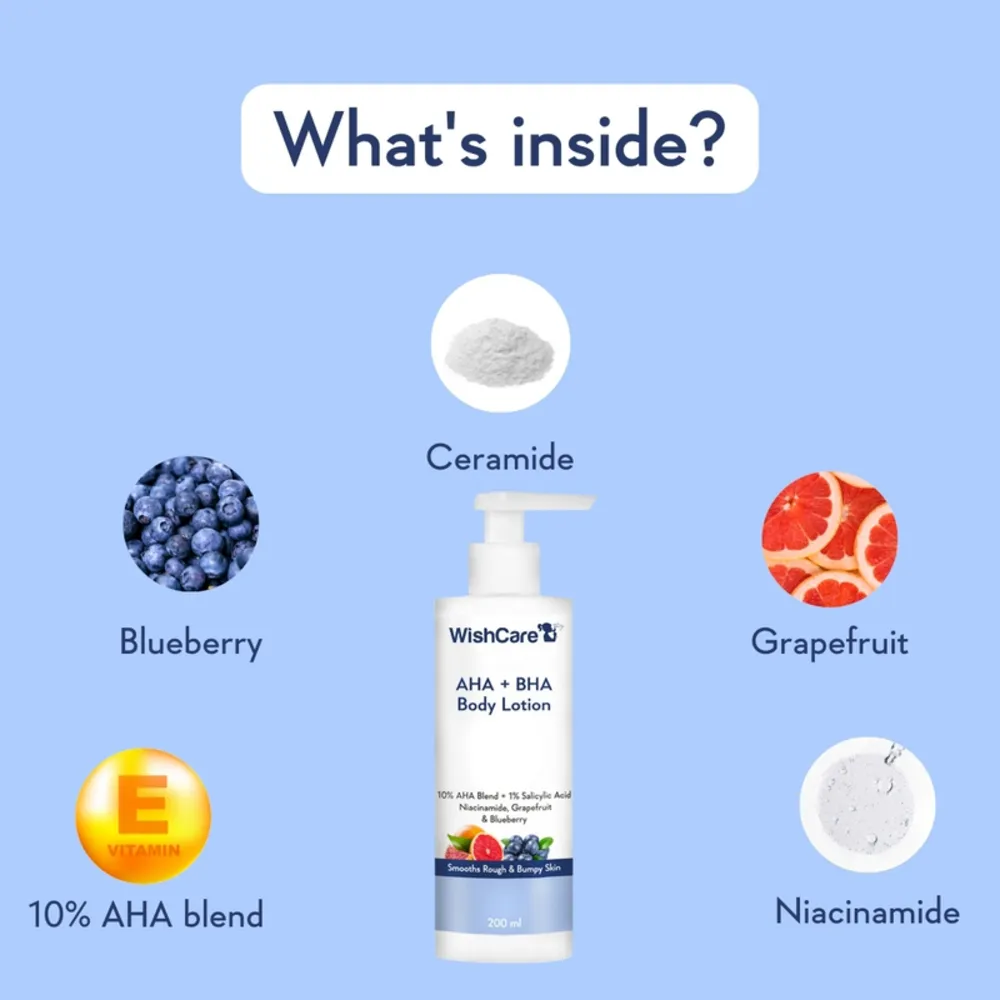 What's inside?
Ceramide
Blueberry
Grapefruit
WishCare
AHA + BHA
Body Lotion
10% AHA Blend + 1% Salicylic Acid
Niacinamide, Grapefruit
& Blueberry
Smooths Rough & Bumpy Skin
200 ml
E
VITAMIN
10% AHA blend
Niacinamide